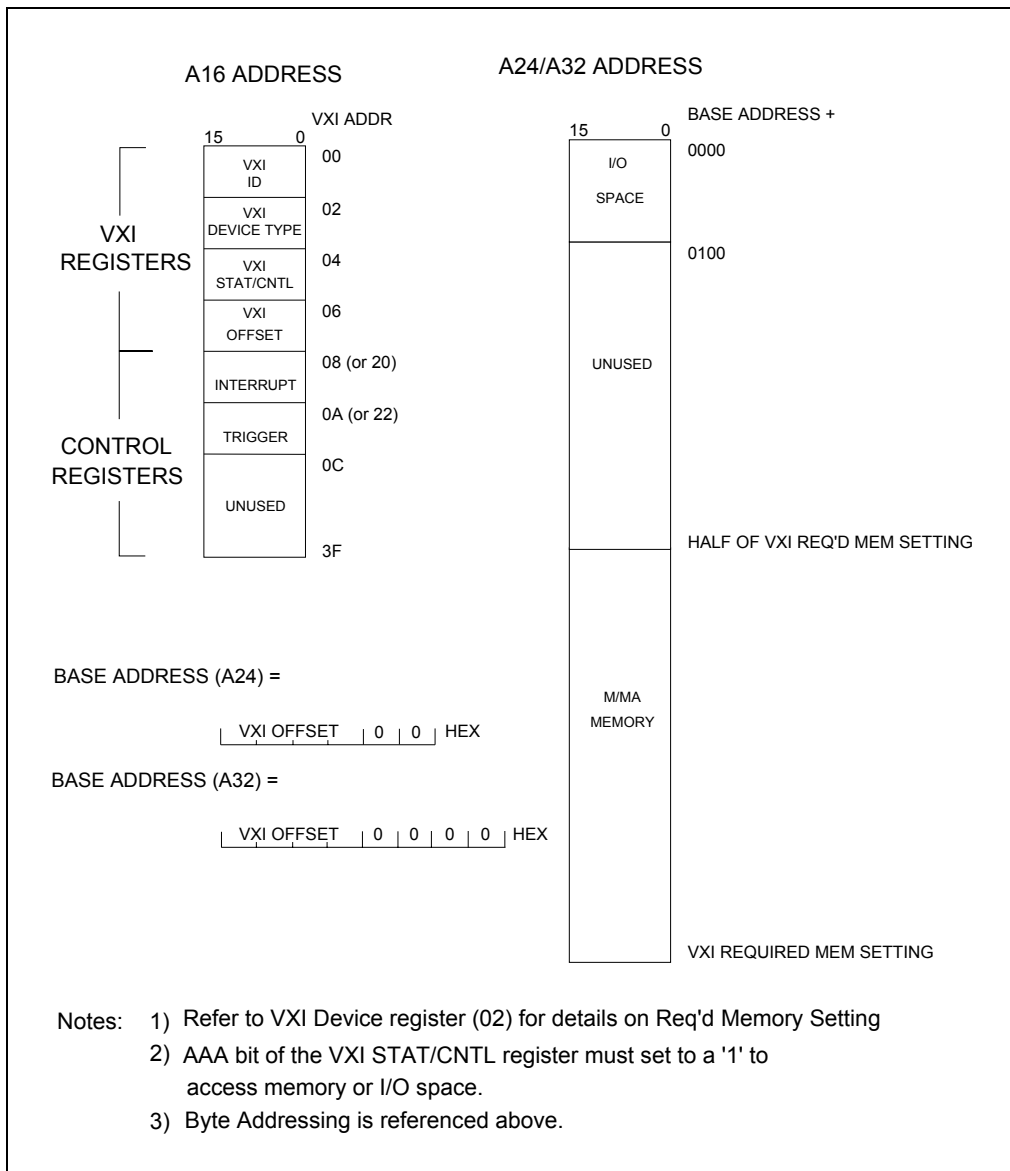 A16 ADDRESS
VXI ADDR
15 0
VXI
REGISTERS
VXI
ID
00
VXI
DEVICE TYPE
02
VXI
STAT/CNTL
04
VXI
OFFSET
06
CONTROL
REGISTERS
INTERRUPT
08 (or 20)
TRIGGER
0A (or 22)
UNUSED
0C
3F
A24/A32 ADDRESS
BASE ADDRESS +
15 0
I/O
SPACE
0000
0100
UNUSED
HALF OF VXI REQ'D MEM SETTING
M/MA
MEMORY
VXI REQUIRED MEM SETTING
BASE ADDRESS (A24) =
VXI OFFSET 0 0 HEX
BASE ADDRESS (A32) =
VXI OFFSET 0 0 0 0 HEX
Notes: 1) Refer to VXI Device register (02) for details on Req'd Memory Setting
2) AAA bit of the VXI STAT/CNTL register must set to a '1' to
access memory or I/O space.
3) Byte Addressing is referenced above.